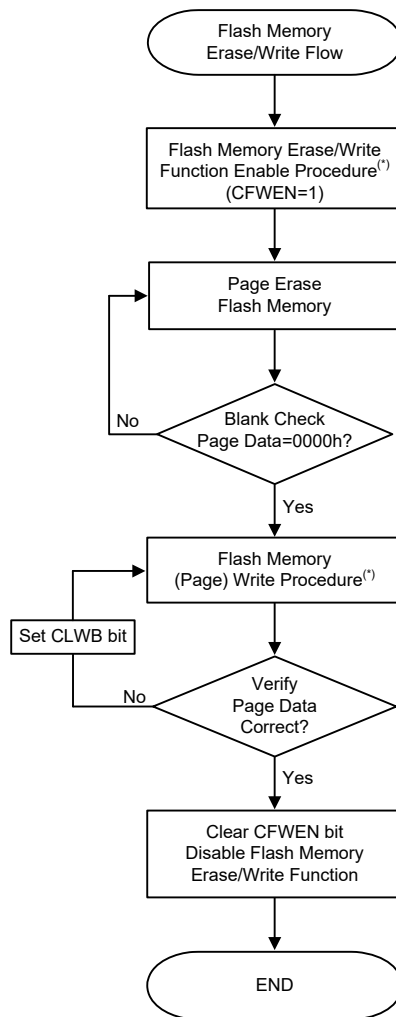 Flash Memory
Erase/Write Flow
Flash Memory Erase/Write
Function Enable Procedure(*)
(CFWEN=1)
Page Erase
Flash Memory
No
Blank Check
Page Data=0000h?
Yes
Flash Memory
(Page) Write Procedure(*)
Set CLWB bit
No
Verify
Page Data
Correct?
Yes
Clear CFWEN bit
Disable Flash Memory
Erase/Write Function
END